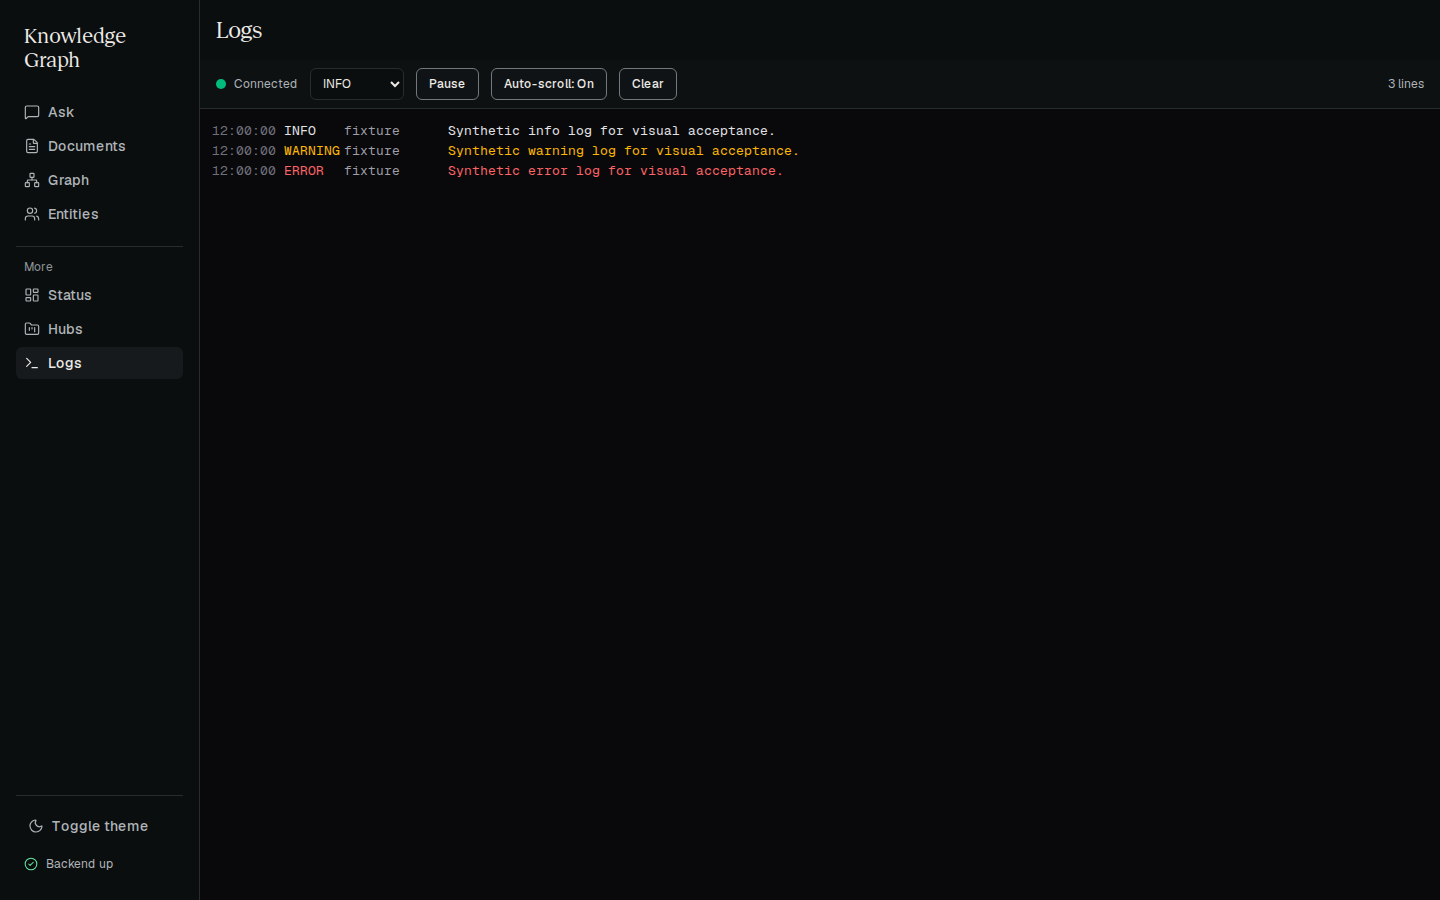 Knowledge
Graph
Ask
Documents
Graph
Entities
More
Status
Hubs
Logs
Toggle theme
Backend up
Logs
Connected INFO Pause Auto-scroll: On Clear 3 lines
12:00:00 INFO fixture Synthetic info log for visual acceptance.
12:00:00 WARNING fixture Synthetic warning log for visual acceptance.
12:00:00 ERROR fixture Synthetic error log for visual acceptance.